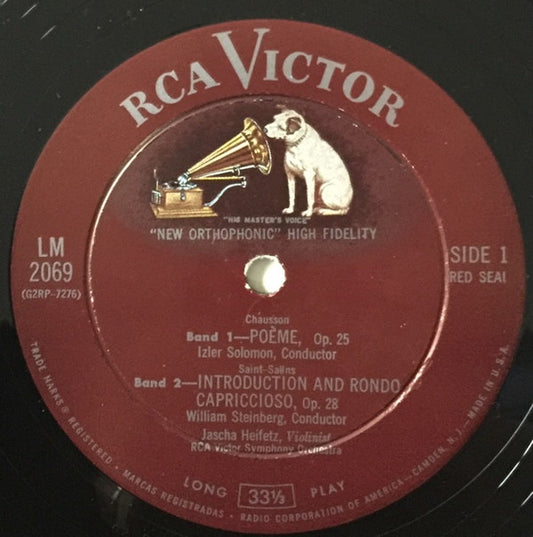 RCA VICTOR
"HIS MASTER'S VOICE"
"NEW ORTHOPHONIC" HIGH FIDELITY
LM
2069
(G2RP-7276)
SIDE 1
RED SEAL
Chausson
Band 1—POÈME, Op. 25
Izler Solomon, Conductor
Saint-Saëns
Band 2—INTRODUCTION AND RONDO
CAPRICCIOSO, Op. 28
William Steinberg, Conductor
Jascha Heifetz, Violinist
RCA Victor Symphony Orchestra
LONG 33⅓ PLAY
TRADE MARKS ® REGISTERED • MARCAS REGISTRADAS • RADIO CORPORATION OF AMERICA—CAMDEN, N. J.—MADE IN U.S.A.